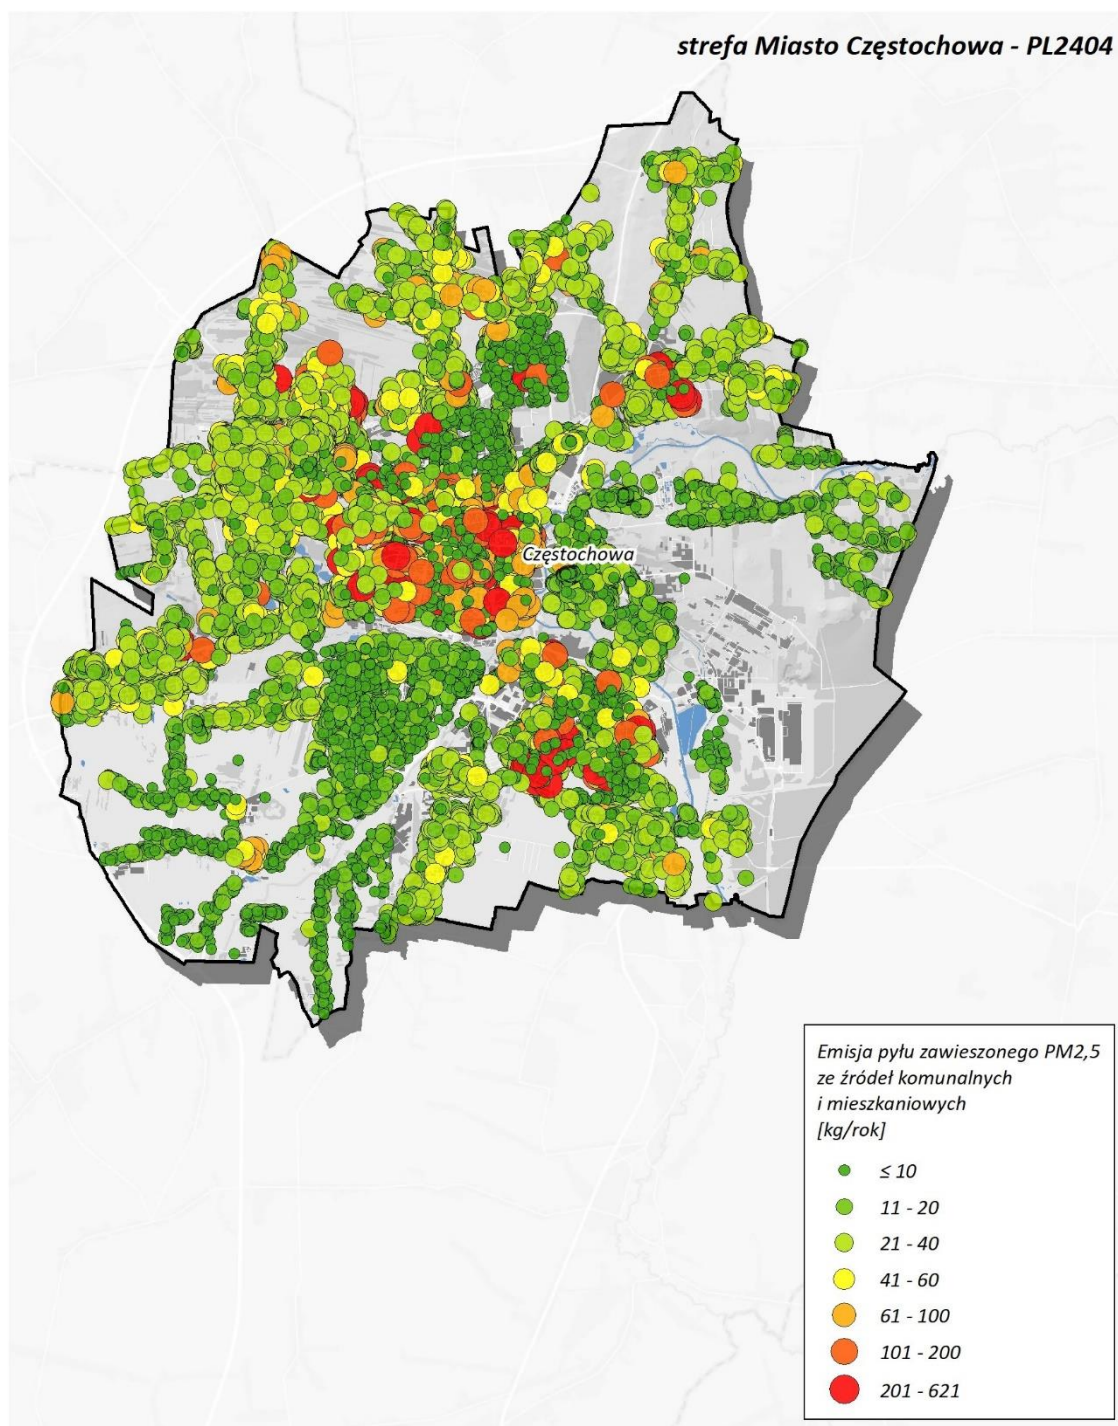 strefa Miasto Częstochowa - PL2404
Częstochowa
Emisja pyłu zawieszonego PM2,5
ze źródeł komunalnych
i mieszkaniowych
[kg/rok]
≤ 10
11 - 20
21 - 40
41 - 60
61 - 100
101 - 200
201 - 621